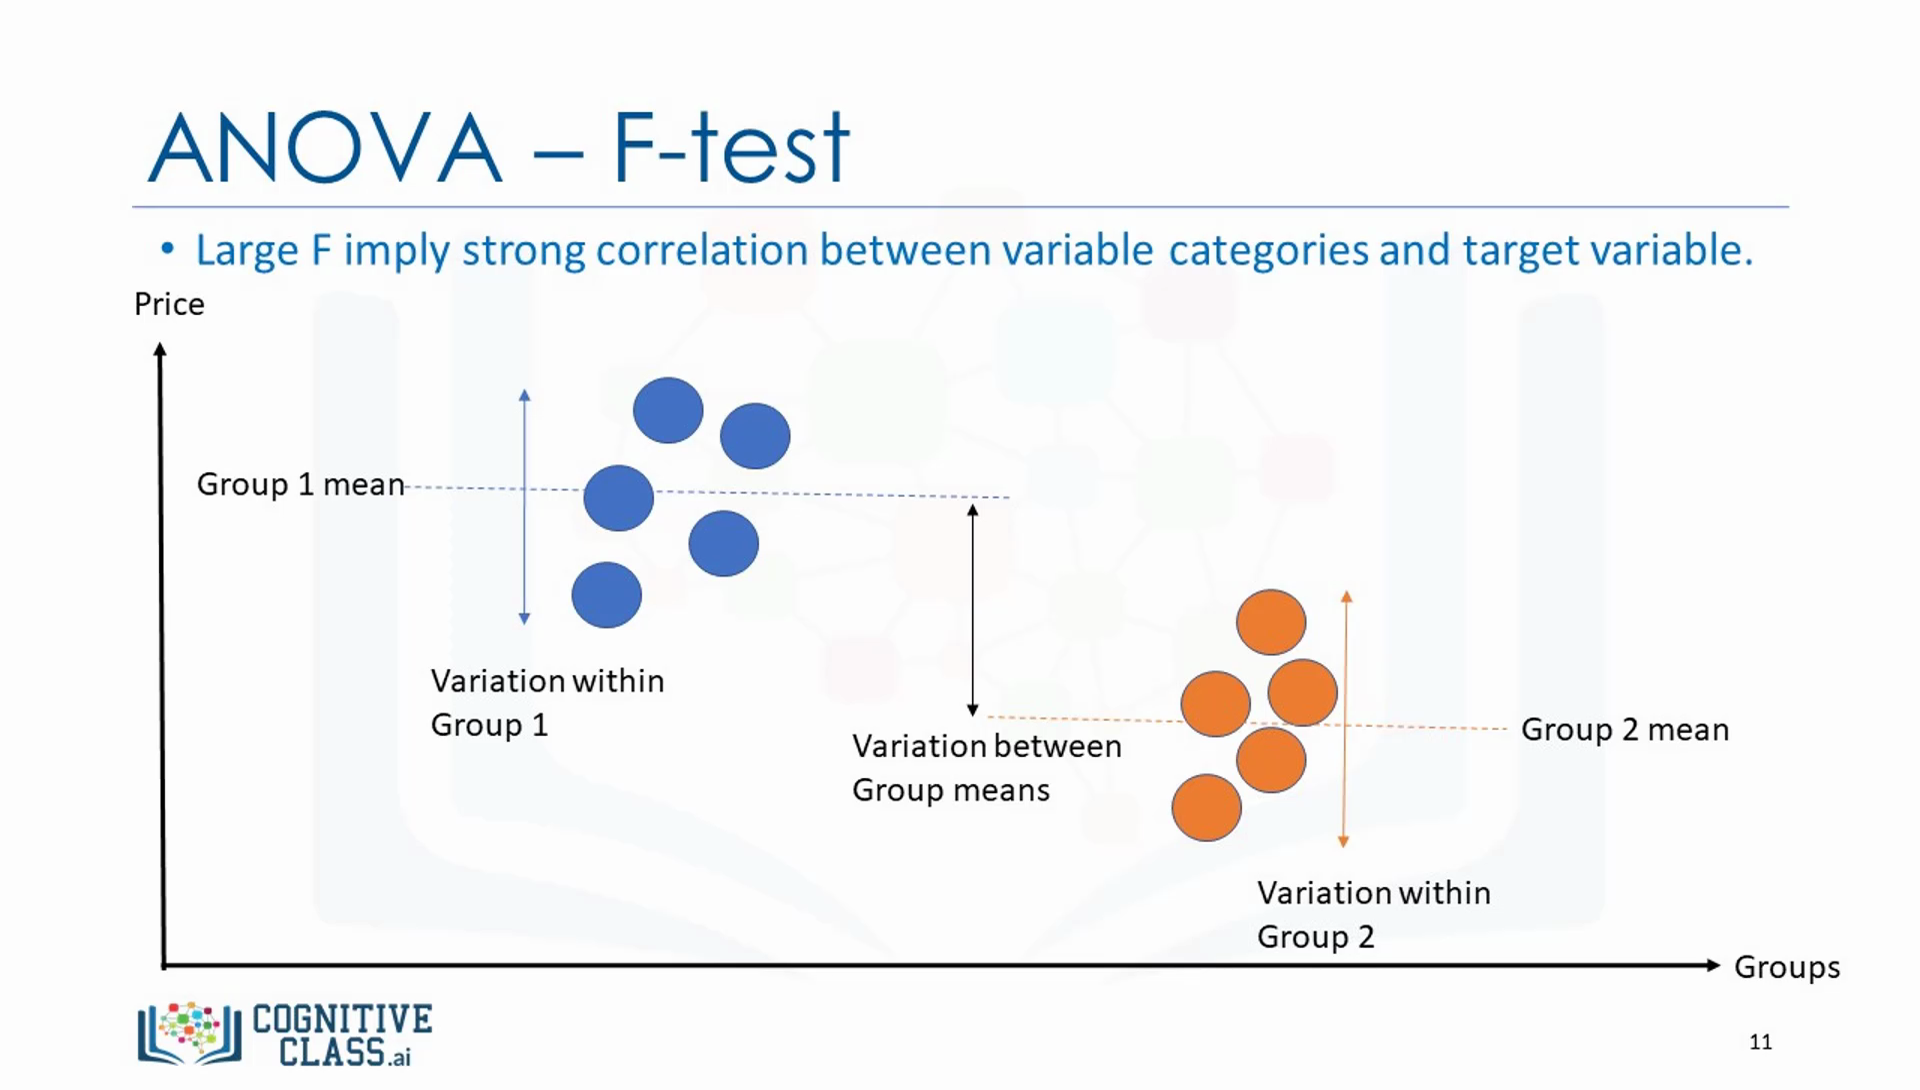 ANOVA – F-test
• Large F imply strong correlation between variable categories and target variable.
Price
Group 1 mean
Variation within
Group 1
Variation between
Group means
Group 2 mean
Variation within
Group 2
Groups
COGNITIVE
CLASS.ai
11